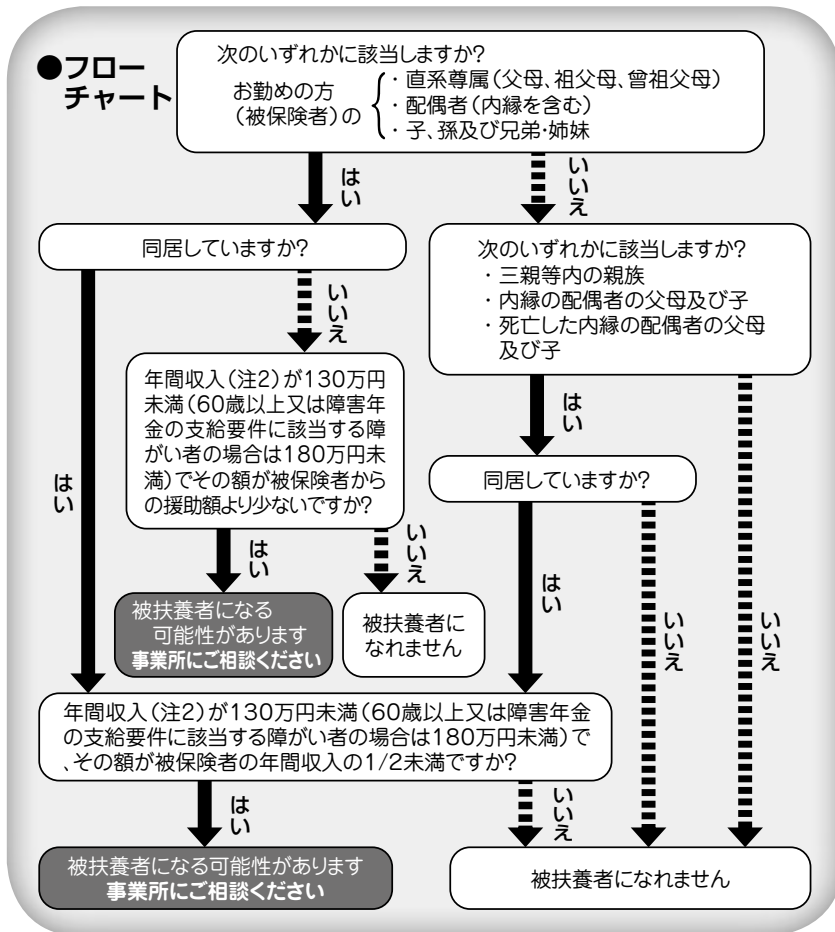 ●フロー
チャート
次のいずれかに該当しますか?
お勤めの方
(被保険者)の
・直系尊属(父母、祖父母、曾祖父母)
・配偶者(内縁を含む)
・子、孫及び兄弟・姉妹
はい
いいえ
同居していますか?
次のいずれかに該当しますか?
・三親等内の親族
・内縁の配偶者の父母及び子
・死亡した内縁の配偶者の父母
及び子
はい
いいえ
年間収入(注2)が130万円
未満(60歳以上又は障害年
金の支給要件に該当する障
がい者の場合は180万円未
満)でその額が被保険者から
の援助額より少ないですか?
はい
いいえ
同居していますか?
はい
いいえ
はい
いいえ
被扶養者になる
可能性があります
事業所にご相談ください
被扶養者に
なれません
年間収入(注2)が130万円未満(60歳以上又は障害年金
の支給要件に該当する障がい者の場合は180万円未満)で
、その額が被保険者の年間収入の1/2未満ですか?
はい
いいえ
被扶養者になる可能性があります
事業所にご相談ください
被扶養者になれません